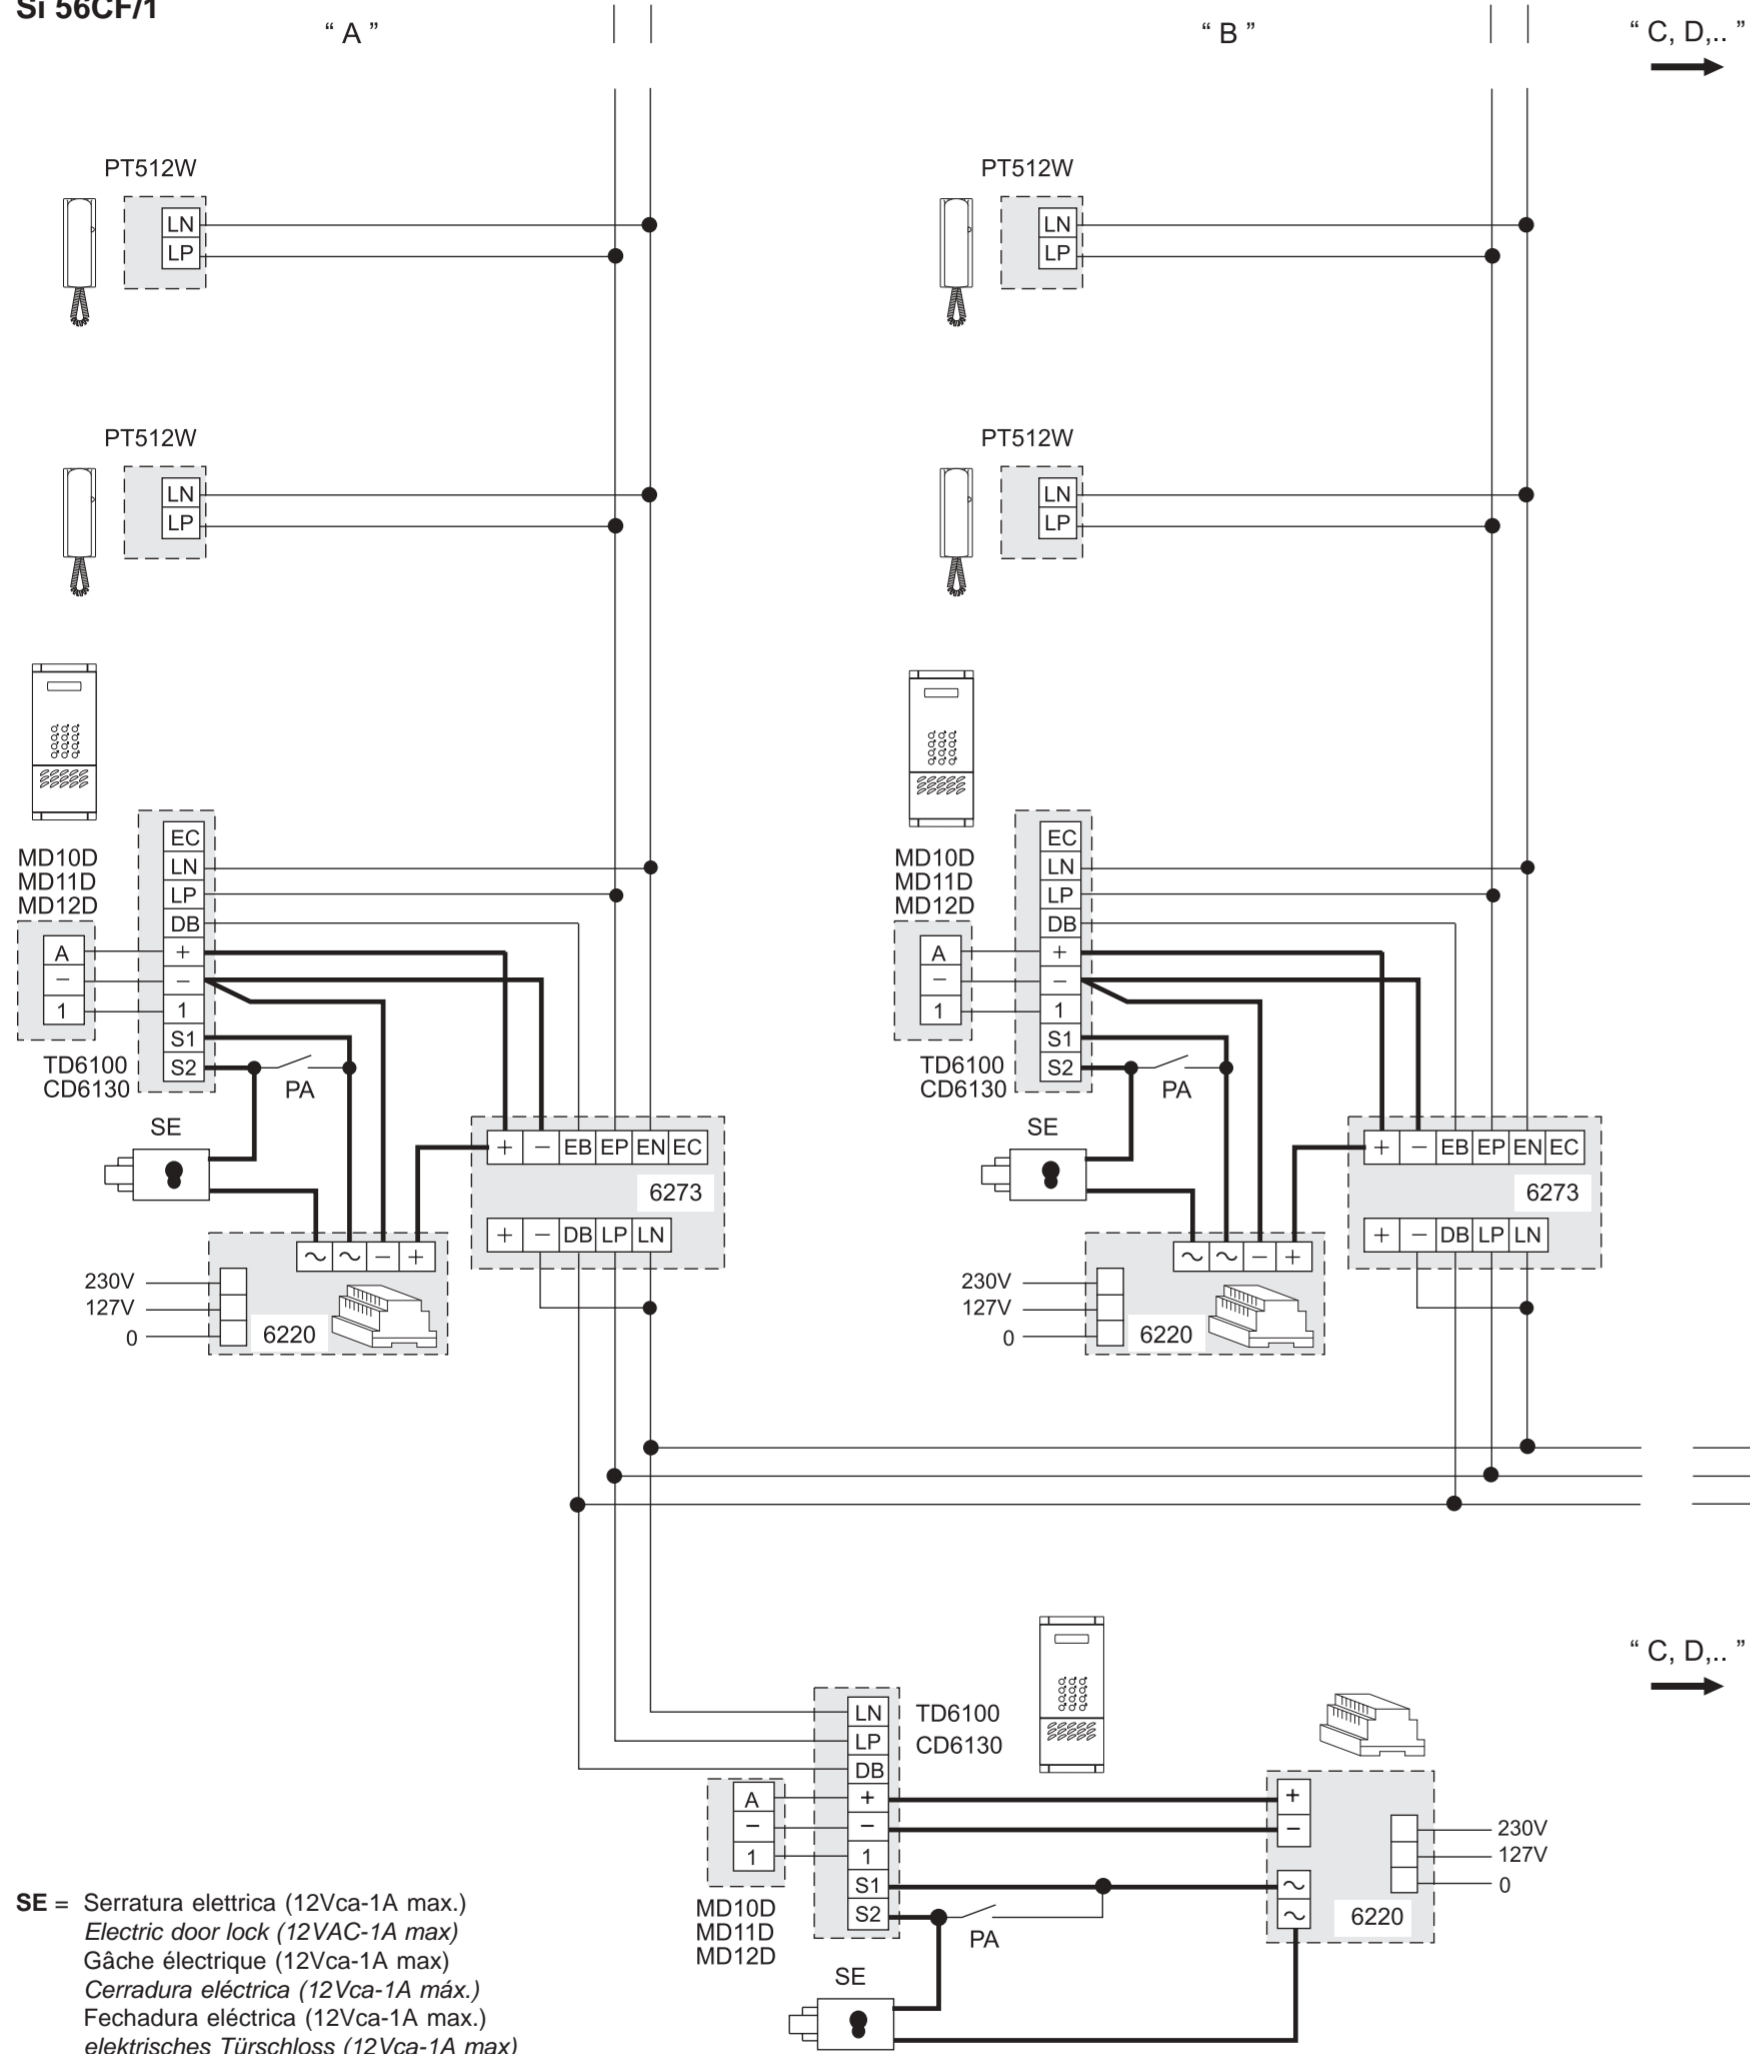 Si 56CF/1
“ A ”
“ B ”
“ C, D,.. ”
PT512W
LN
LP
PT512W
LN
LP
PT512W
LN
LP
PT512W
LN
LP
MD10D
MD11D
MD12D
A
–
1
EC
LN
LP
DB
+
–
1
S1
S2
TD6100
CD6130
PA
SE
+ – EB EP EN EC
6273
+ – DB LP LN
~ ~ – +
230V
127V
0
6220
MD10D
MD11D
MD12D
A
–
1
EC
LN
LP
DB
+
–
1
S1
S2
TD6100
CD6130
PA
SE
+ – EB EP EN EC
6273
+ – DB LP LN
~ ~ – +
230V
127V
0
6220
“ C, D,.. ”
LN
LP
DB
+
–
1
S1
S2
TD6100
CD6130
A
–
1
MD10D
MD11D
MD12D
PA
SE
+
–
~
~
230V
127V
0
6220
SE = Serratura elettrica (12Vca-1A max.)
Electric door lock (12VAC-1A max)
Gâche électrique (12Vca-1A max)
Cerradura eléctrica (12Vca-1A máx.)
Fechadura eléctrica (12Vca-1A max.)
elektrisches Türschloss (12Vca-1A max)